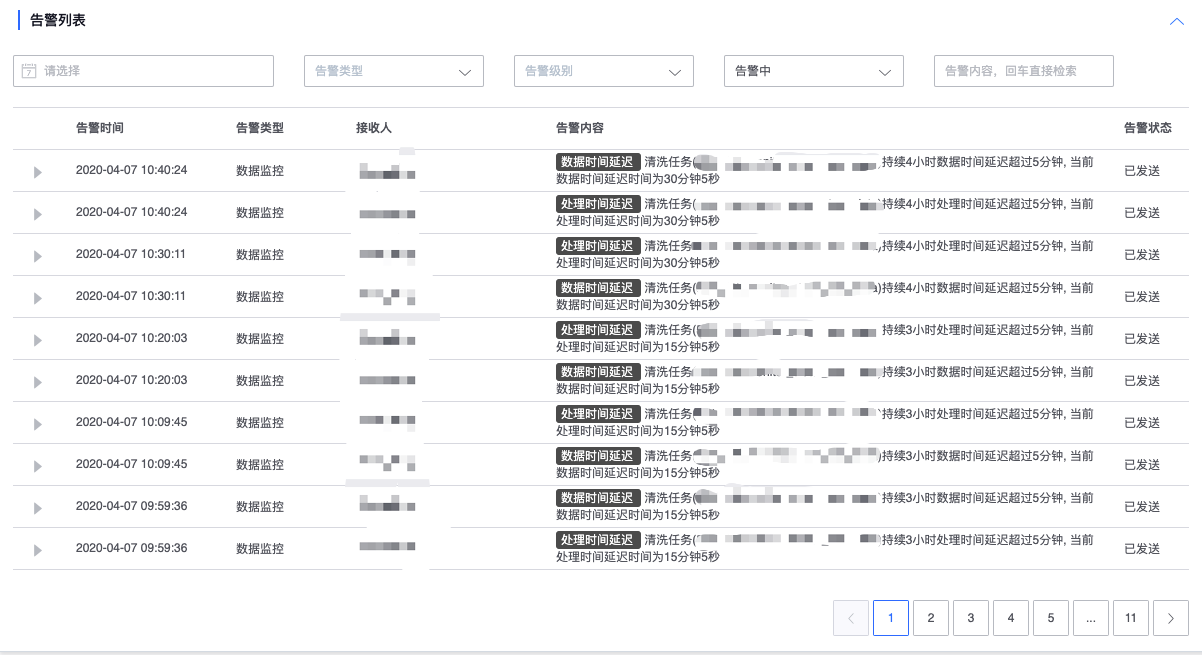 告警列表
7 请选择 告警类型 告警级别 告警中 告警内容，回车直接检索
告警时间 告警类型 接收人 告警内容 告警状态
2020-04-07 10:40:24 数据监控 数据时间延迟 清洗任务( 持续4小时数据时间延迟超过5分钟, 当前 已发送
数据时间延迟时间为30分钟5秒
2020-04-07 10:40:24 数据监控 处理时间延迟 清洗任务( )持续4小时处理时间延迟超过5分钟, 当前 已发送
处理时间延迟时间为30分钟5秒
2020-04-07 10:30:11 数据监控 处理时间延迟 清洗任务 )持续4小时处理时间延迟超过5分钟, 当前 已发送
处理时间延迟时间为30分钟5秒
2020-04-07 10:30:11 数据监控 数据时间延迟 清洗任务( a)持续4小时数据时间延迟超过5分钟, 当前 已发送
数据时间延迟时间为30分钟5秒
2020-04-07 10:20:03 数据监控 处理时间延迟 清洗任务( 持续3小时处理时间延迟超过5分钟, 当前 已发送
处理时间延迟时间为15分钟5秒
2020-04-07 10:20:03 数据监控 数据时间延迟 清洗任务( )持续3小时数据时间延迟超过5分钟, 当前 已发送
数据时间延迟时间为15分钟5秒
2020-04-07 10:09:45 数据监控 处理时间延迟 清洗任务( )持续3小时处理时间延迟超过5分钟, 当前 已发送
处理时间延迟时间为15分钟5秒
2020-04-07 10:09:45 数据监控 数据时间延迟 清洗任务( )持续3小时数据时间延迟超过5分钟, 当前 已发送
数据时间延迟时间为15分钟5秒
2020-04-07 09:59:36 数据监控 数据时间延迟 清洗任务( 持续3小时数据时间延迟超过5分钟, 当前 已发送
数据时间延迟时间为15分钟5秒
2020-04-07 09:59:36 数据监控 处理时间延迟 清洗任务( )持续3小时处理时间延迟超过5分钟, 当前 已发送
处理时间延迟时间为15分钟5秒
1 2 3 4 5 ... 11